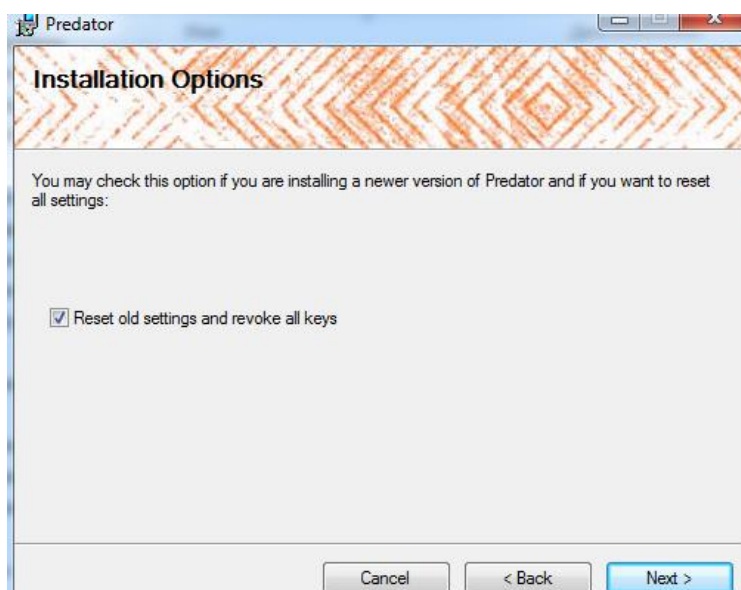 Predator
Installation Options
You may check this option if you are installing a newer version of Predator and if you want to reset
all settings:
Reset old settings and revoke all keys
Cancel
< Back
Next >